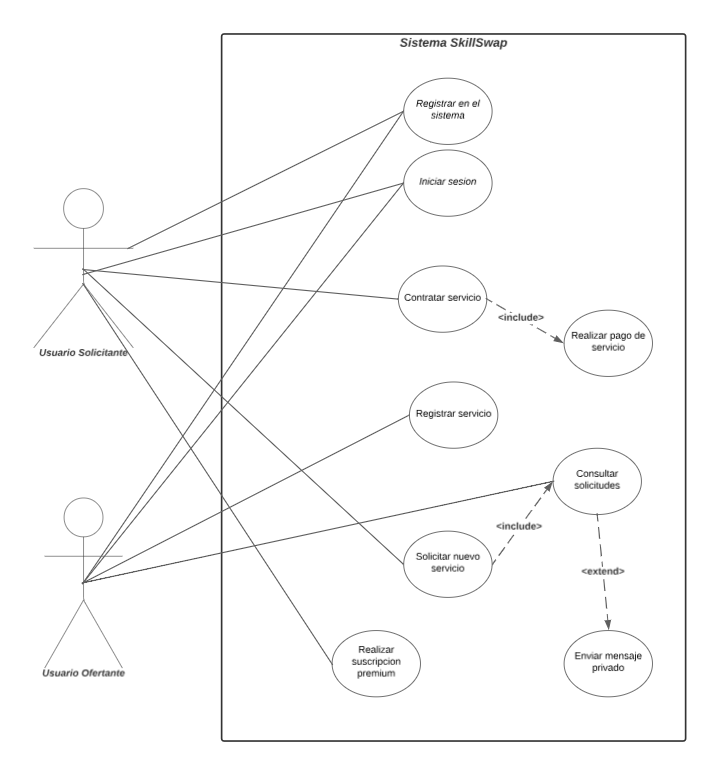 Sistema SkillSwap
Registrar en el
sistema
Iniciar sesion
Contratar servicio
<include>
Realizar pago de
servicio
Usuario Solicitante
Registrar servicio
Consultar
solicitudes
<include>
Solicitar nuevo
servicio
<extend>
Realizar
suscripcion
premium
Enviar mensaje
privado
Usuario Ofertante